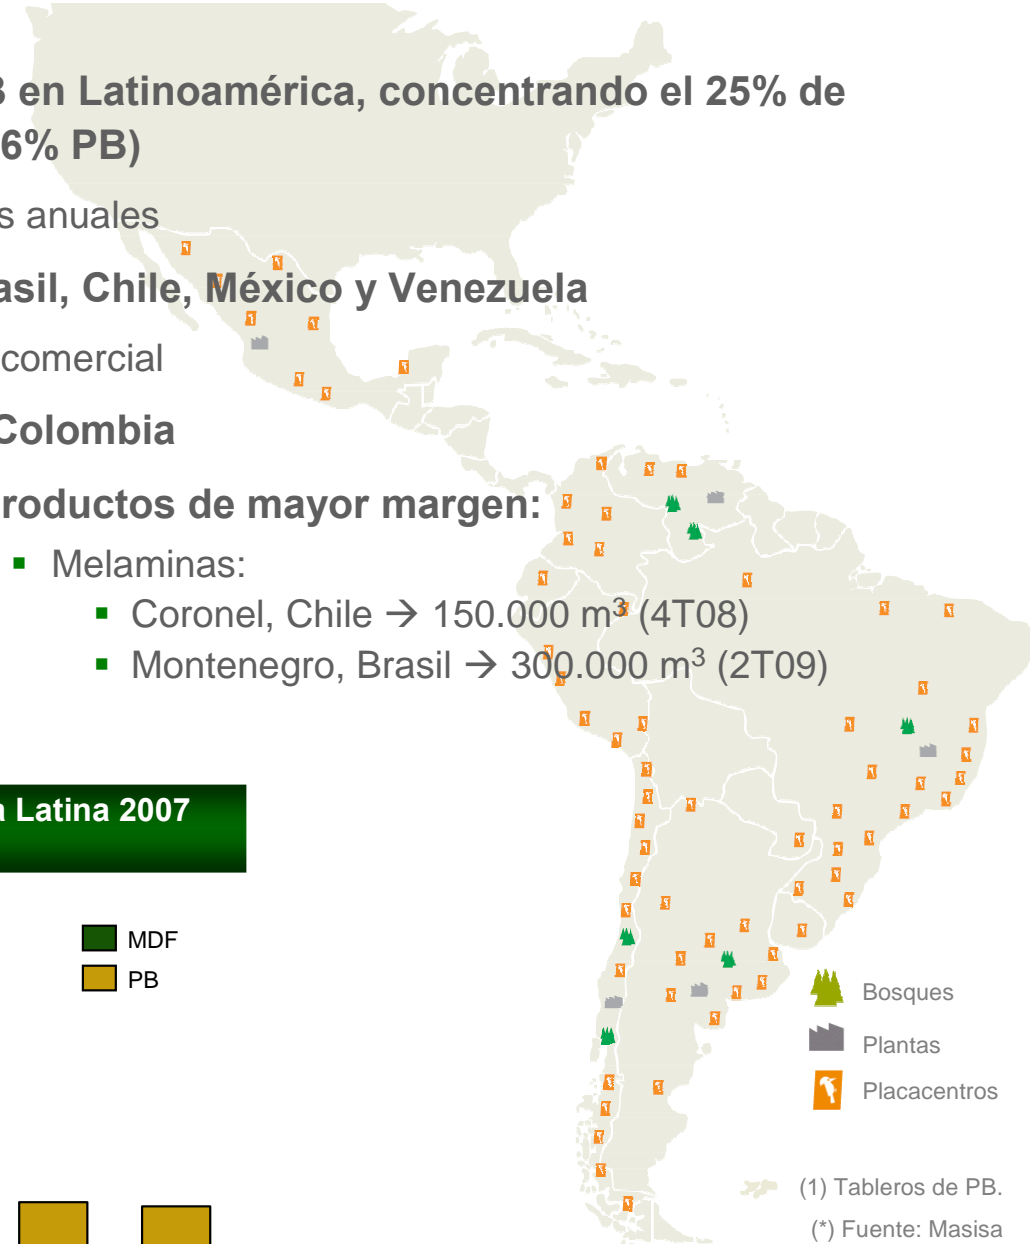 en Latinoamérica, concentrando el 25% de
6% PB)
s anuales
asil, Chile, México y Venezuela
comercial
Colombia
roductos de mayor margen:
▪ Melaminas:
▪ Coronel, Chile → 150.000 m³ (4T08)
▪ Montenegro, Brasil → 300.000 m³ (2T09)
a Latina 2007
MDF
PB
Bosques
Plantas
Placacentros
(1) Tableros de PB.
(*) Fuente: Masisa